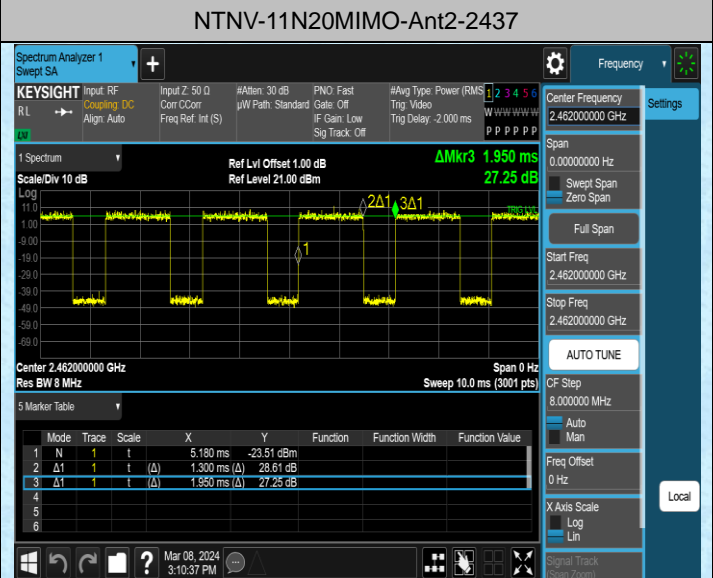 NTNV-11N20MIMO-Ant2-2437
Spectrum Analyzer 1
Swept SA
Frequency
KEYSIGHT
RL
LXI
Input: RF
Coupling: DC
Align: Auto
Input Z: 50 Ω
Corr CCorr
Freq Ref: Int (S)
#Atten: 30 dB
µW Path: Standard
PNO: Fast
Gate: Off
IF Gain: Low
Sig Track: Off
#Avg Type: Power (RMS
Trig: Video
Trig Delay: -2.000 ms
1 2 3 4 5 6
W W W W W W
P P P P P P
Center Frequency
2.462000000 GHz
Settings
Span
0.00000000 Hz
Swept Span
Zero Span
Full Span
Start Freq
2.462000000 GHz
Stop Freq
2.462000000 GHz
AUTO TUNE
CF Step
8.000000 MHz
Auto
Man
Freq Offset
0 Hz
X Axis Scale
Log
Lin
Signal Track
(Span Zoom)
Local
1 Spectrum
Scale/Div 10 dB
Ref Lvl Offset 1.00 dB
Ref Level 21.00 dBm
ΔMkr3 1.950 ms
27.25 dB
Log
11.0
1.00
-9.00
-19.0
-29.0
-39.0
-49.0
-59.0
-69.0
2Δ1
3Δ1
TRIG LVL
1
Center 2.462000000 GHz
Span 0 Hz
Res BW 8 MHz
Sweep 10.0 ms (3001 pts)
5 Marker Table
Mode Trace Scale X Y Function Function Width Function Value
1 N 1 t 5.180 ms -23.51 dBm
2 Δ1 1 t (Δ) 1.300 ms (Δ) 28.61 dB
3 Δ1 1 t (Δ) 1.950 ms (Δ) 27.25 dB
4
5
6
?
Mar 08, 2024
3:10:37 PM